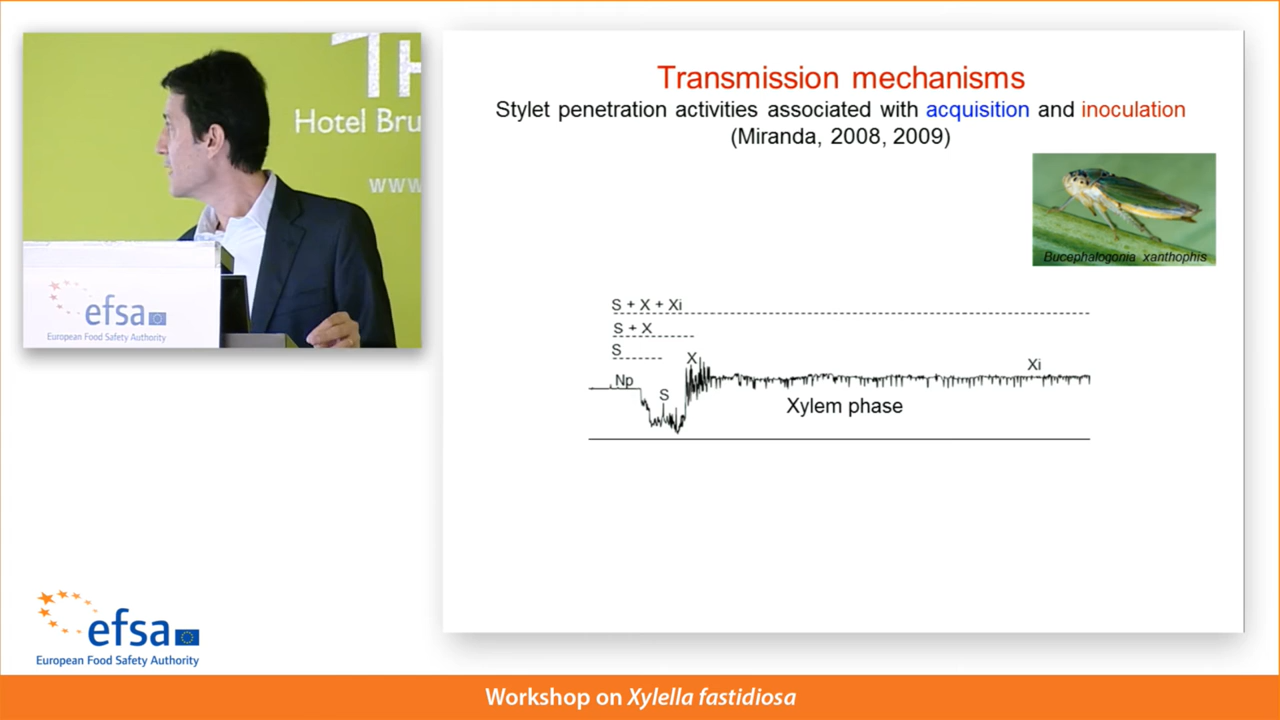 Hotel Bru
www
efsa
European Food Safety Authority
Transmission mechanisms
Stylet penetration activities associated with acquisition and inoculation
(Miranda, 2008, 2009)
Bucephalogonia xanthophis
S + X + Xi
S + X
S
Np
S
X
Xi
Xylem phase
efsa
European Food Safety Authority
Workshop on Xylella fastidiosa